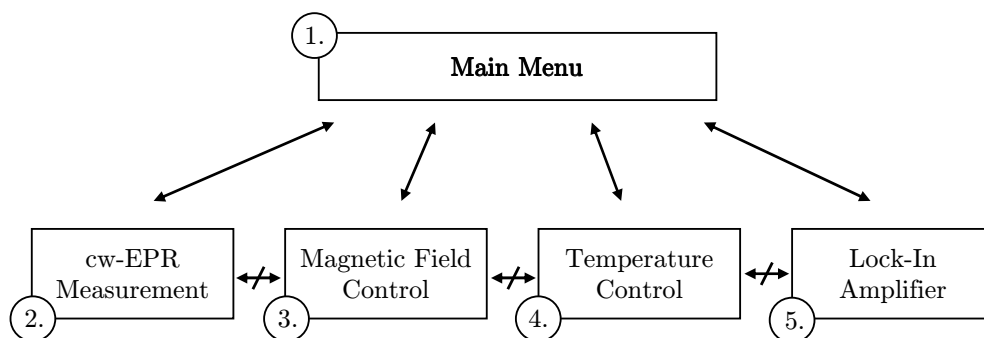 1.
Main Menu
cw-EPR
Measurement
2.
Magnetic Field
Control
3.
Temperature
Control
4.
Lock-In
Amplifier
5.